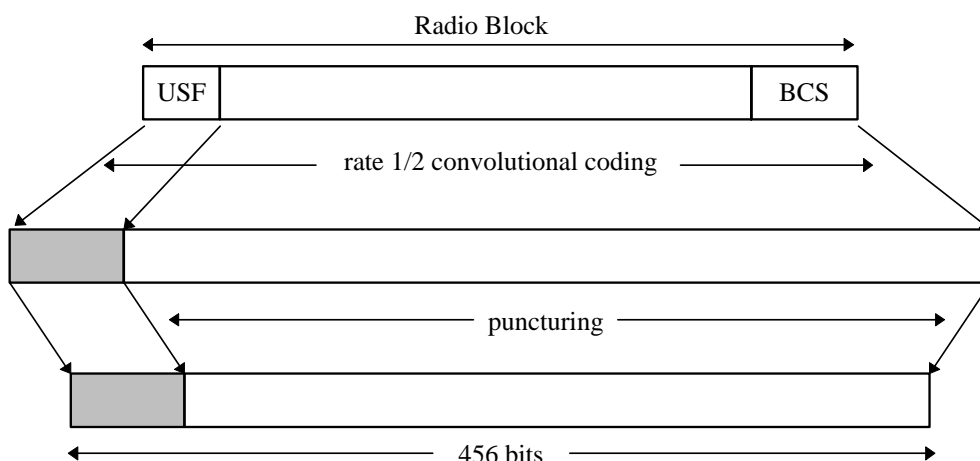 Radio Block
USF
BCS
rate 1/2 convolutional coding
puncturing
456 bits